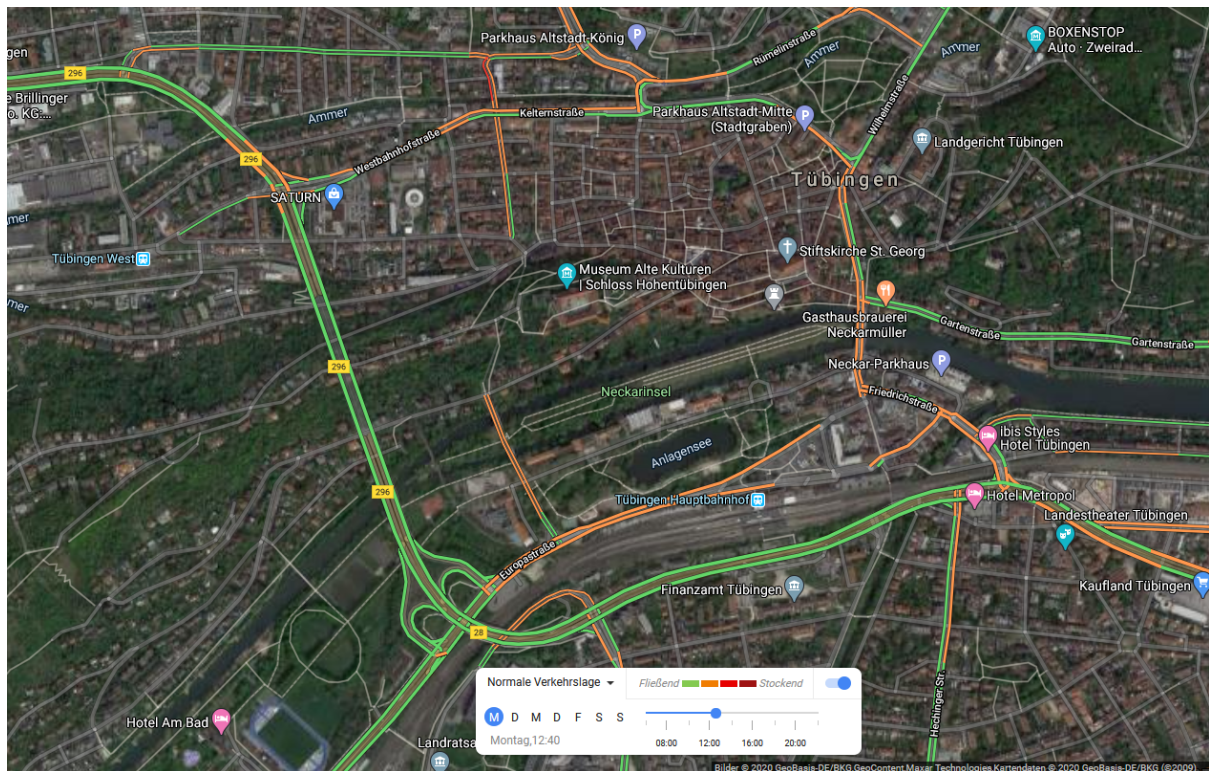 Parkhaus Altstadt-König
P
BOXENSTOP
Auto · Zweirad...
Ammer
Rümelinstraße
Ammer
gen
296
e Brillinger
o. KG....
Ammer
Kelternstraße
Parkhaus Altstadt-Mitte
(Stadtgraben)
P
Wilhelmstraße
Landgericht Tübingen
Westbahnhofstraße
296
Tübingen
SATURN
mer
Tübingen West
Stiftskirche St. Georg
Museum Alte Kulturen
| Schloss Hohentübingen
mer
Gasthausbrauerei
Neckarmüller
Gartenstraße
Gartenstraße
296
Neckar-Parkhaus
P
Neckarinsel
Friedrichstraße
ibis Styles
Hotel Tübingen
Anlagensee
296
Tübingen Hauptbahnhof
Hotel Metropol
Landestheater Tübingen
Europastraße
Finanzamt Tübingen
Kaufland Tübingen
28
Hotel Am Bad
Hechinger Str.
Landratsa
Normale Verkehrslage
Fließend
Stockend
M D M D F S S
Montag,12:40
08:00 12:00 16:00 20:00
Bilder © 2020 GeoBasis-DE/BKG,GeoContent,Maxar Technologies,Kartendaten © 2020 GeoBasis-DE/BKG (©2009)